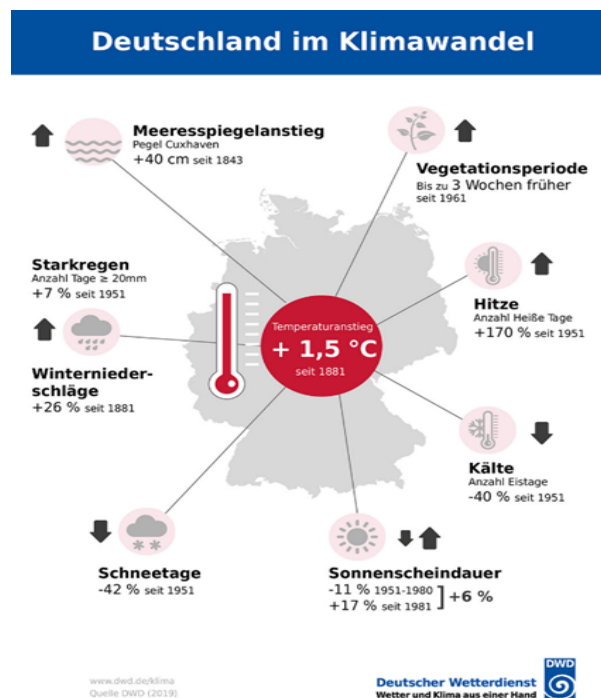 Deutschland im Klimawandel
Meeresspiegelanstieg
Pegel Cuxhaven
+40 cm seit 1843
Vegetationsperiode
Bis zu 3 Wochen früher
seit 1961
Starkregen
Anzahl Tage ≥ 20mm
+7 % seit 1951
Hitze
Anzahl Heiße Tage
+170 % seit 1951
Temperaturanstieg
+ 1,5 °C
seit 1881
Winternieder-
schläge
+26 % seit 1881
Kälte
Anzahl Eistage
-40 % seit 1951
Schneetage
-42 % seit 1951
Sonnenscheindauer
-11 % 1951-1980
+17 % seit 1981
+6 %
www.dwd.de/klima
Quelle DWD (2019)
Deutscher Wetterdienst
Wetter und Klima aus einer Hand
DWD